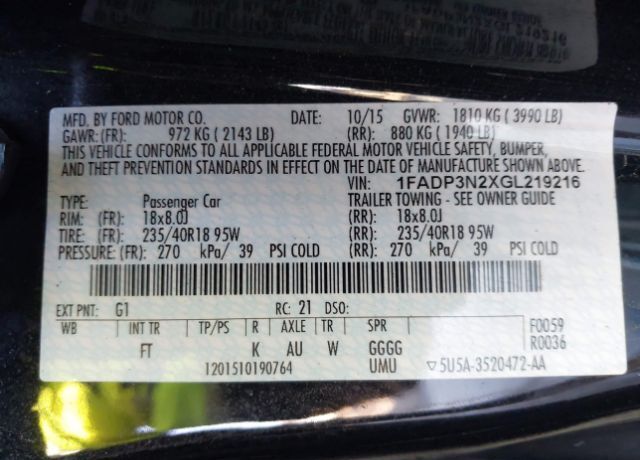 MFD. BY FORD MOTOR CO. DATE: 10/15 GVWR: 1810 KG (3990 LB)
GAWR: (FR): 972 KG (2143 LB) (RR): 880 KG (1940 LB)
THIS VEHICLE CONFORMS TO ALL APPLICABLE FEDERAL MOTOR VEHICLE SAFETY, BUMPER,
AND THEFT PREVENTION STANDARDS IN EFFECT ON THE DATE OF MANUFACTURE SHOWN ABOVE.
VIN: 1FADP3N2XGL219216
TYPE: Passenger Car TRAILER TOWING - SEE OWNER GUIDE
RIM: (FR): 18x8.0J (RR): 18x8.0J
TIRE: (FR): 235/40R18 95W (RR): 235/40R18 95W
PRESSURE: (FR): 270 kPa/ 39 PSI COLD (RR): 270 kPa/ 39 PSI COLD
EXT PNT: G1 RC: 21 DSO:
WB INT TR TP/PS R AXLE TR SPR F0059
FT K AU W GGGG R0036
1201510190764 UMU ▽5U5A-3520472-AA